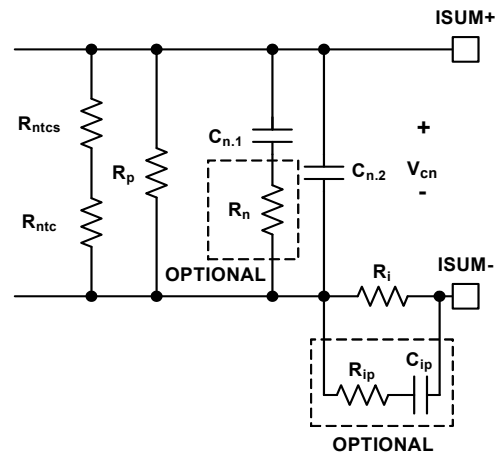 ISUM+
Rntcs
Rp
OPTIONAL
Cn.1
Cn.2
+
Vcn
-
Rntc
Rn
Ri
ISUM-
Rip
Cip
OPTIONAL